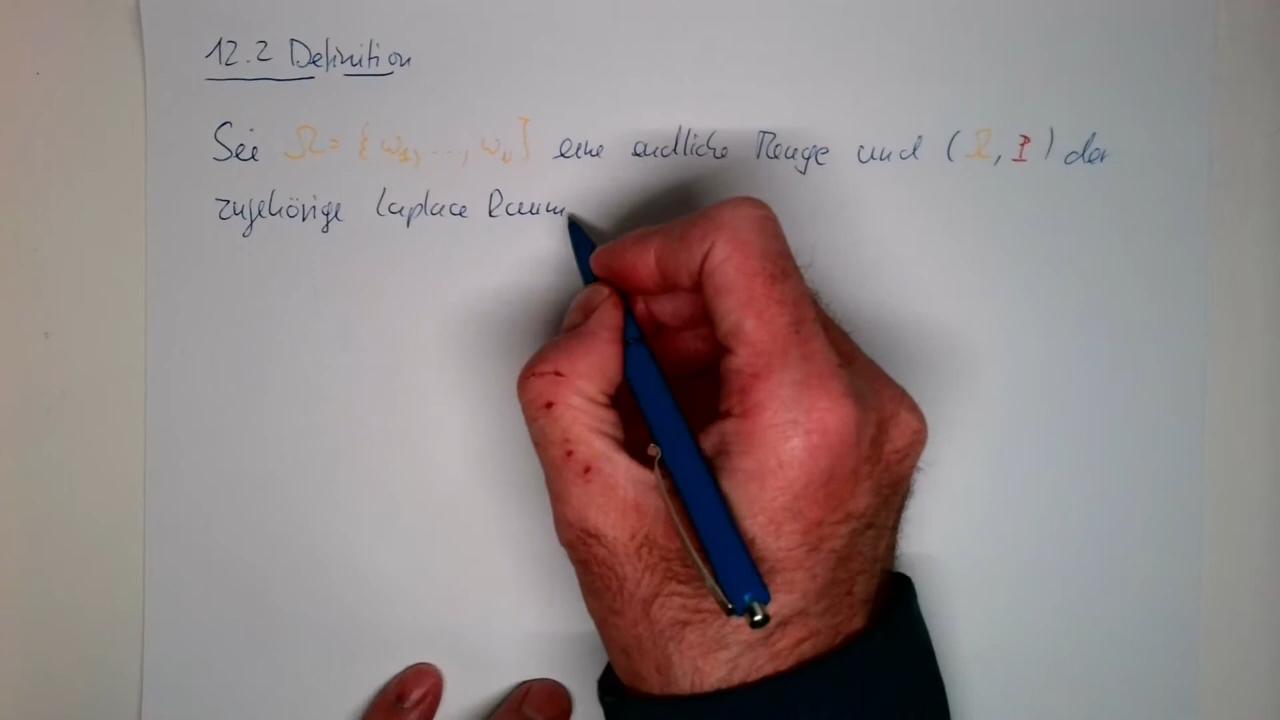 12.2 Definition
Sei Ω = {ω₁, ..., ωₙ} eine endliche Menge und (Ω, P) der
zugehörige Laplace Raum